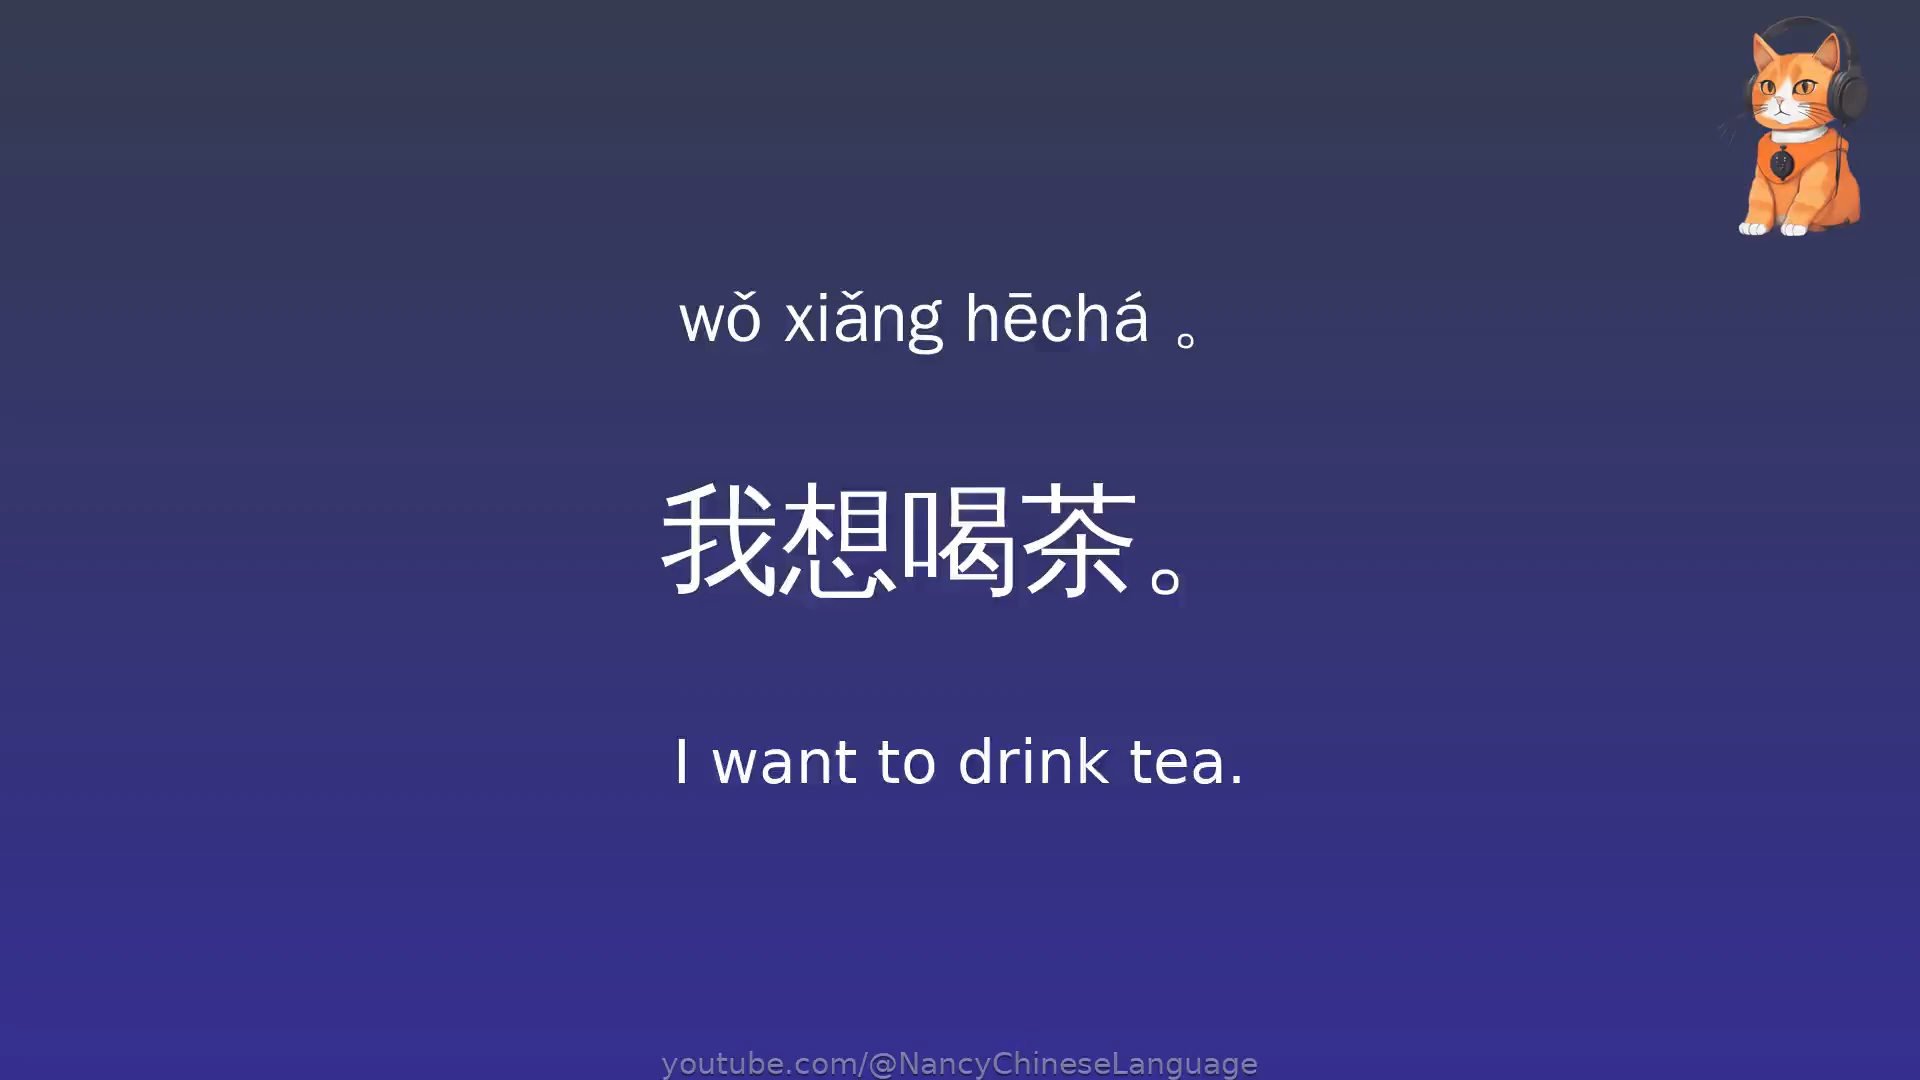 wǒ xiǎng hēchá 。
我想喝茶。
I want to drink tea.
youtube.com/@NancyChineseLanguage